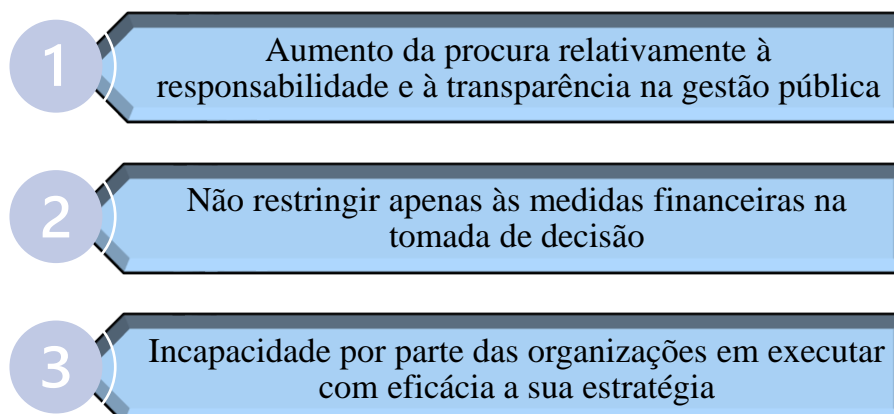 1
Aumento da procura relativamente à
responsabilidade e à transparência na gestão pública
2
Não restringir apenas às medidas financeiras na
tomada de decisão
3
Incapacidade por parte das organizações em executar
com eficácia a sua estratégia